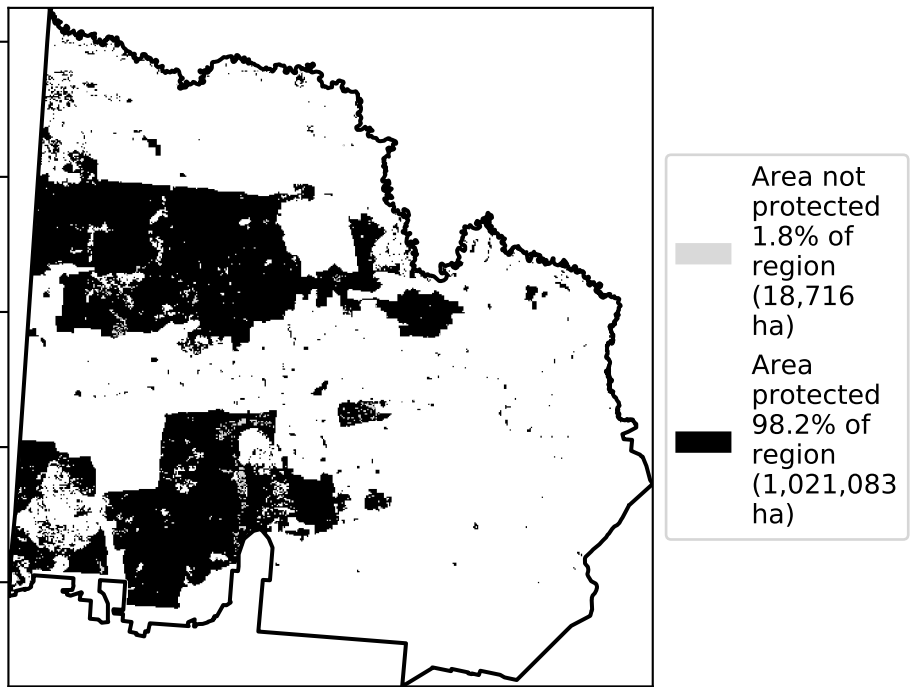 Area not
protected
1.8% of
region
(18,716
ha)
Area
protected
98.2% of
region
(1,021,083
ha)